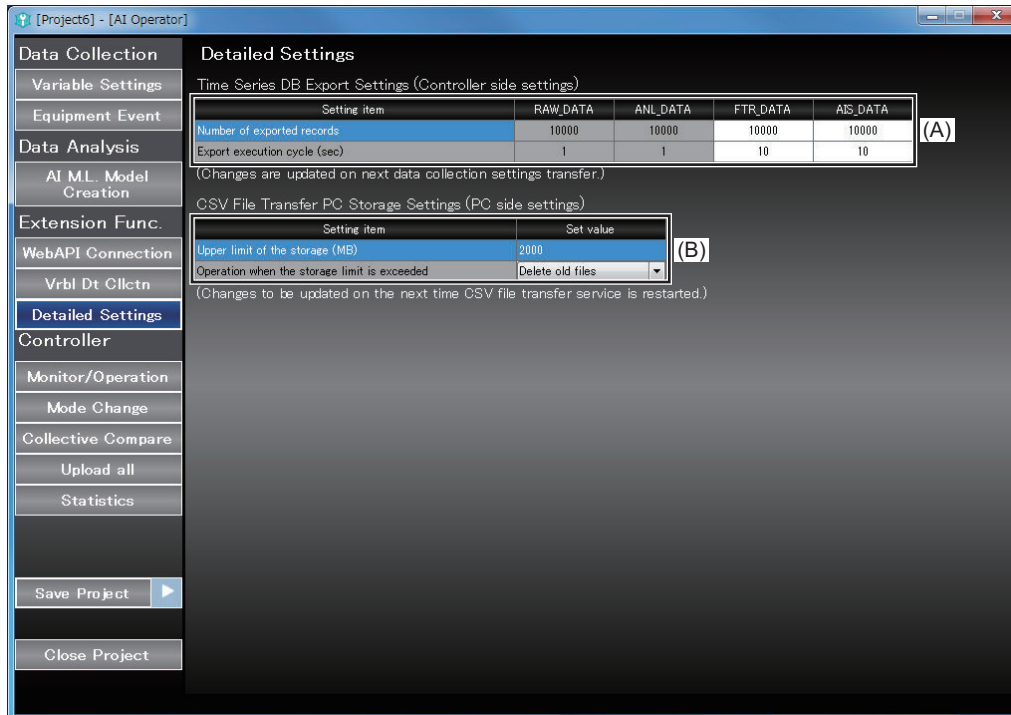 [Project6] - [AI Operator]
Data Collection
Variable Settings
Equipment Event
Data Analysis
AI M.L. Model
Creation
Extension Func.
WebAPI Connection
Vrbl Dt Cllctn
Detailed Settings
Controller
Monitor/Operation
Mode Change
Collective Compare
Upload all
Statistics
Save Project
Close Project
Detailed Settings
Time Series DB Export Settings (Controller side settings)
Setting item RAW_DATA ANL_DATA FTR_DATA AIS_DATA
Number of exported records 10000 10000 10000 10000
Export execution cycle (sec) 1 1 10 10
(A)
(Changes are updated on next data collection settings transfer.)
CSV File Transfer PC Storage Settings (PC side settings)
Setting item Set value
Upper limit of the storage (MB) 2000
Operation when the storage limit is exceeded Delete old files
(B)
(Changes to be updated on the next time CSV file transfer service is restarted.)